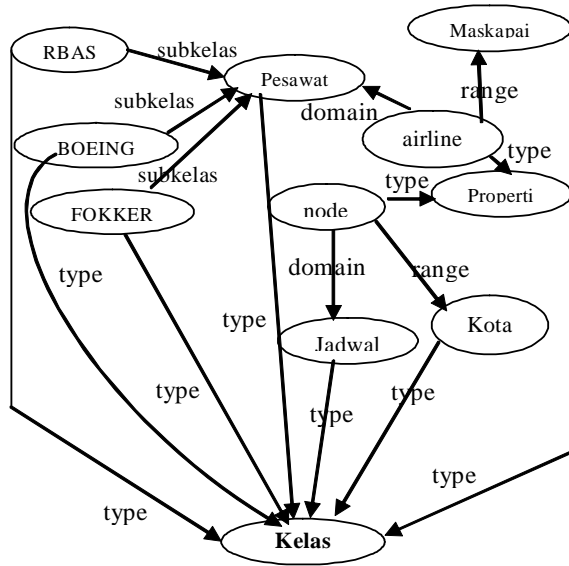 Maskapai
RBAS
subkelas
Pesawat
range
subkelas
domain
airline
BOEING
type
subkelas
type
Properti
FOKKER
node
type
domain
range
Kota
type
Jadwal
type
type
type
type
type
Kelas